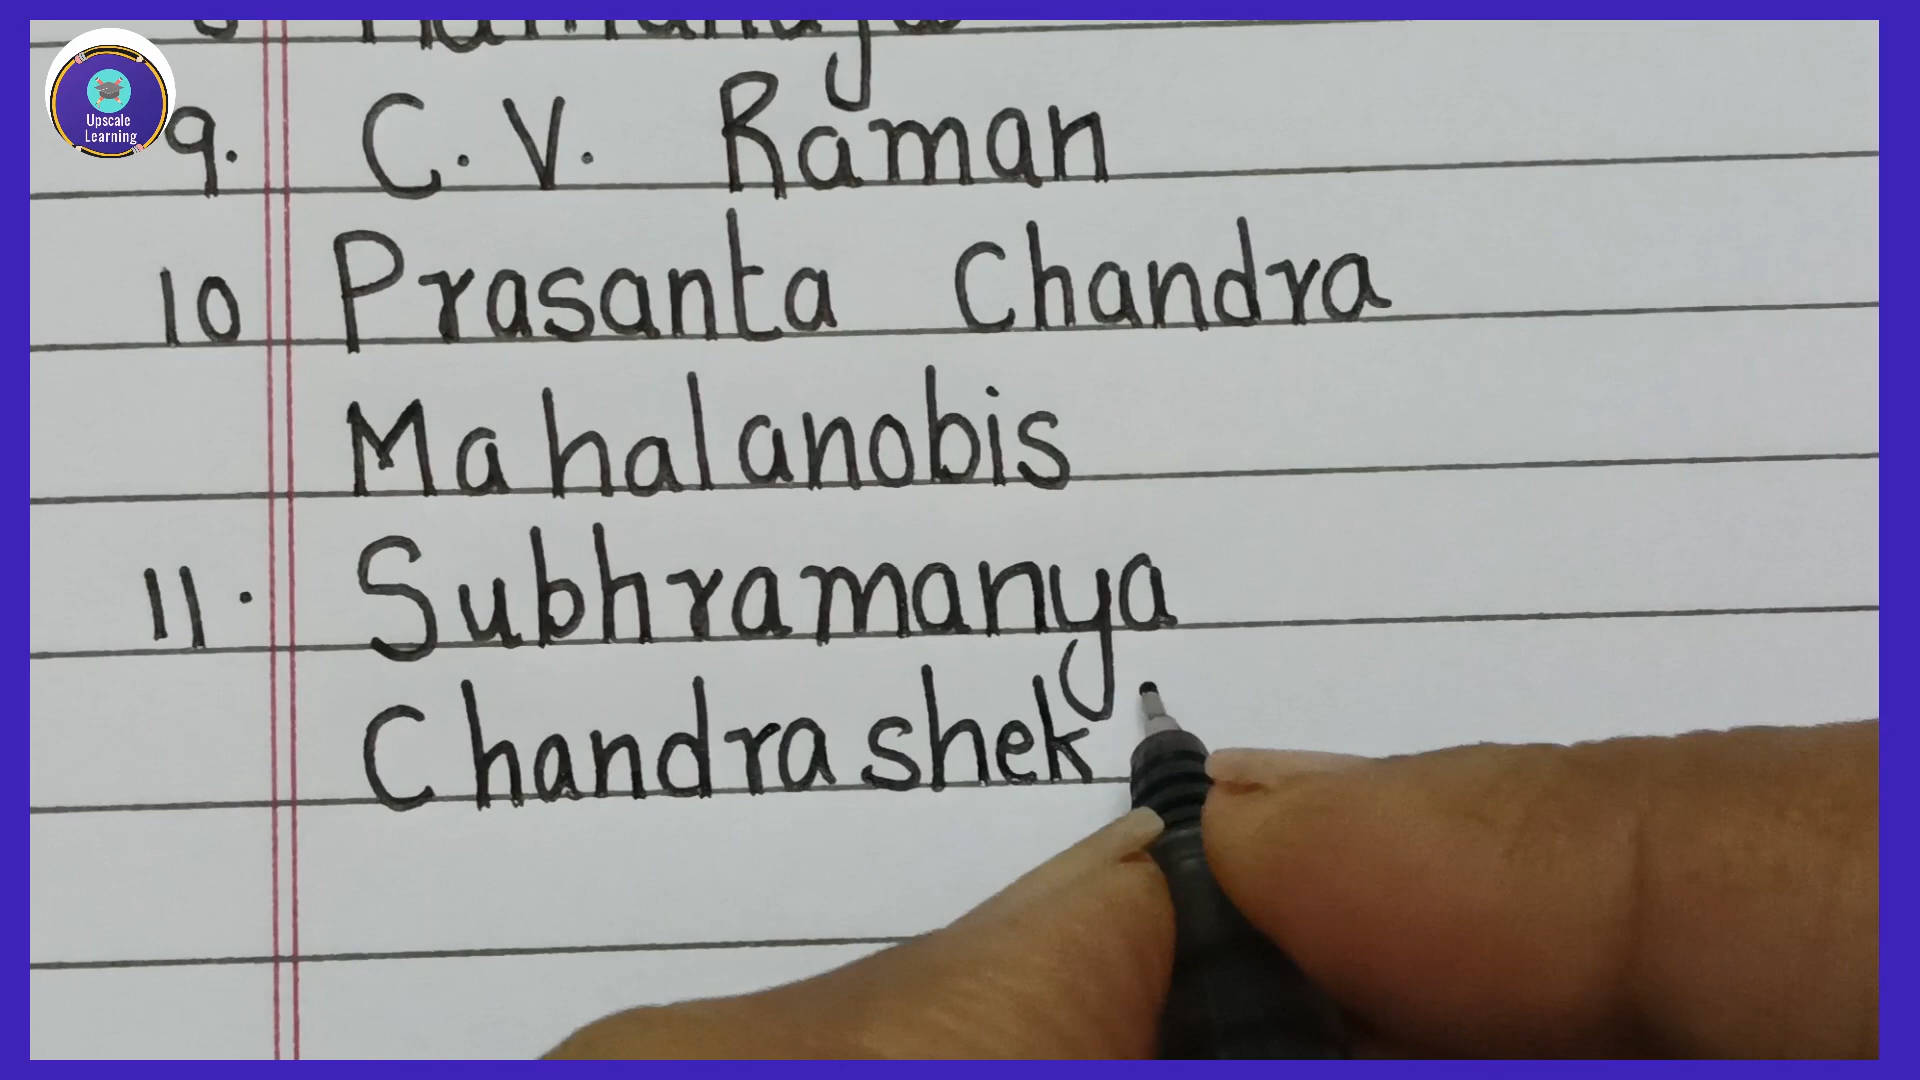 Upscale
Learning
9. C. V. Raman
10 Prasanta Chandra
Mahalanobis
11. Subhramanya
Chandrashek